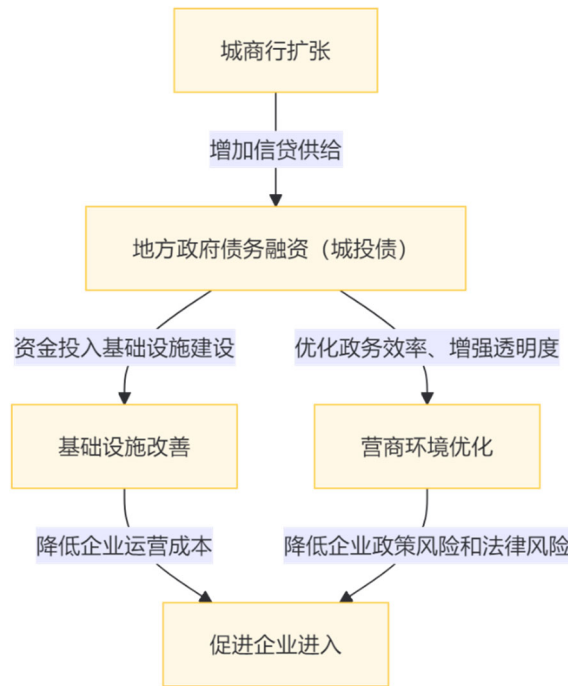 城商行扩张
增加信贷供给
地方政府债务融资（城投债）
资金投入基础设施建设
优化政务效率、增强透明度
基础设施改善
营商环境优化
降低企业运营成本
降低企业政策风险和法律风险
促进企业进入